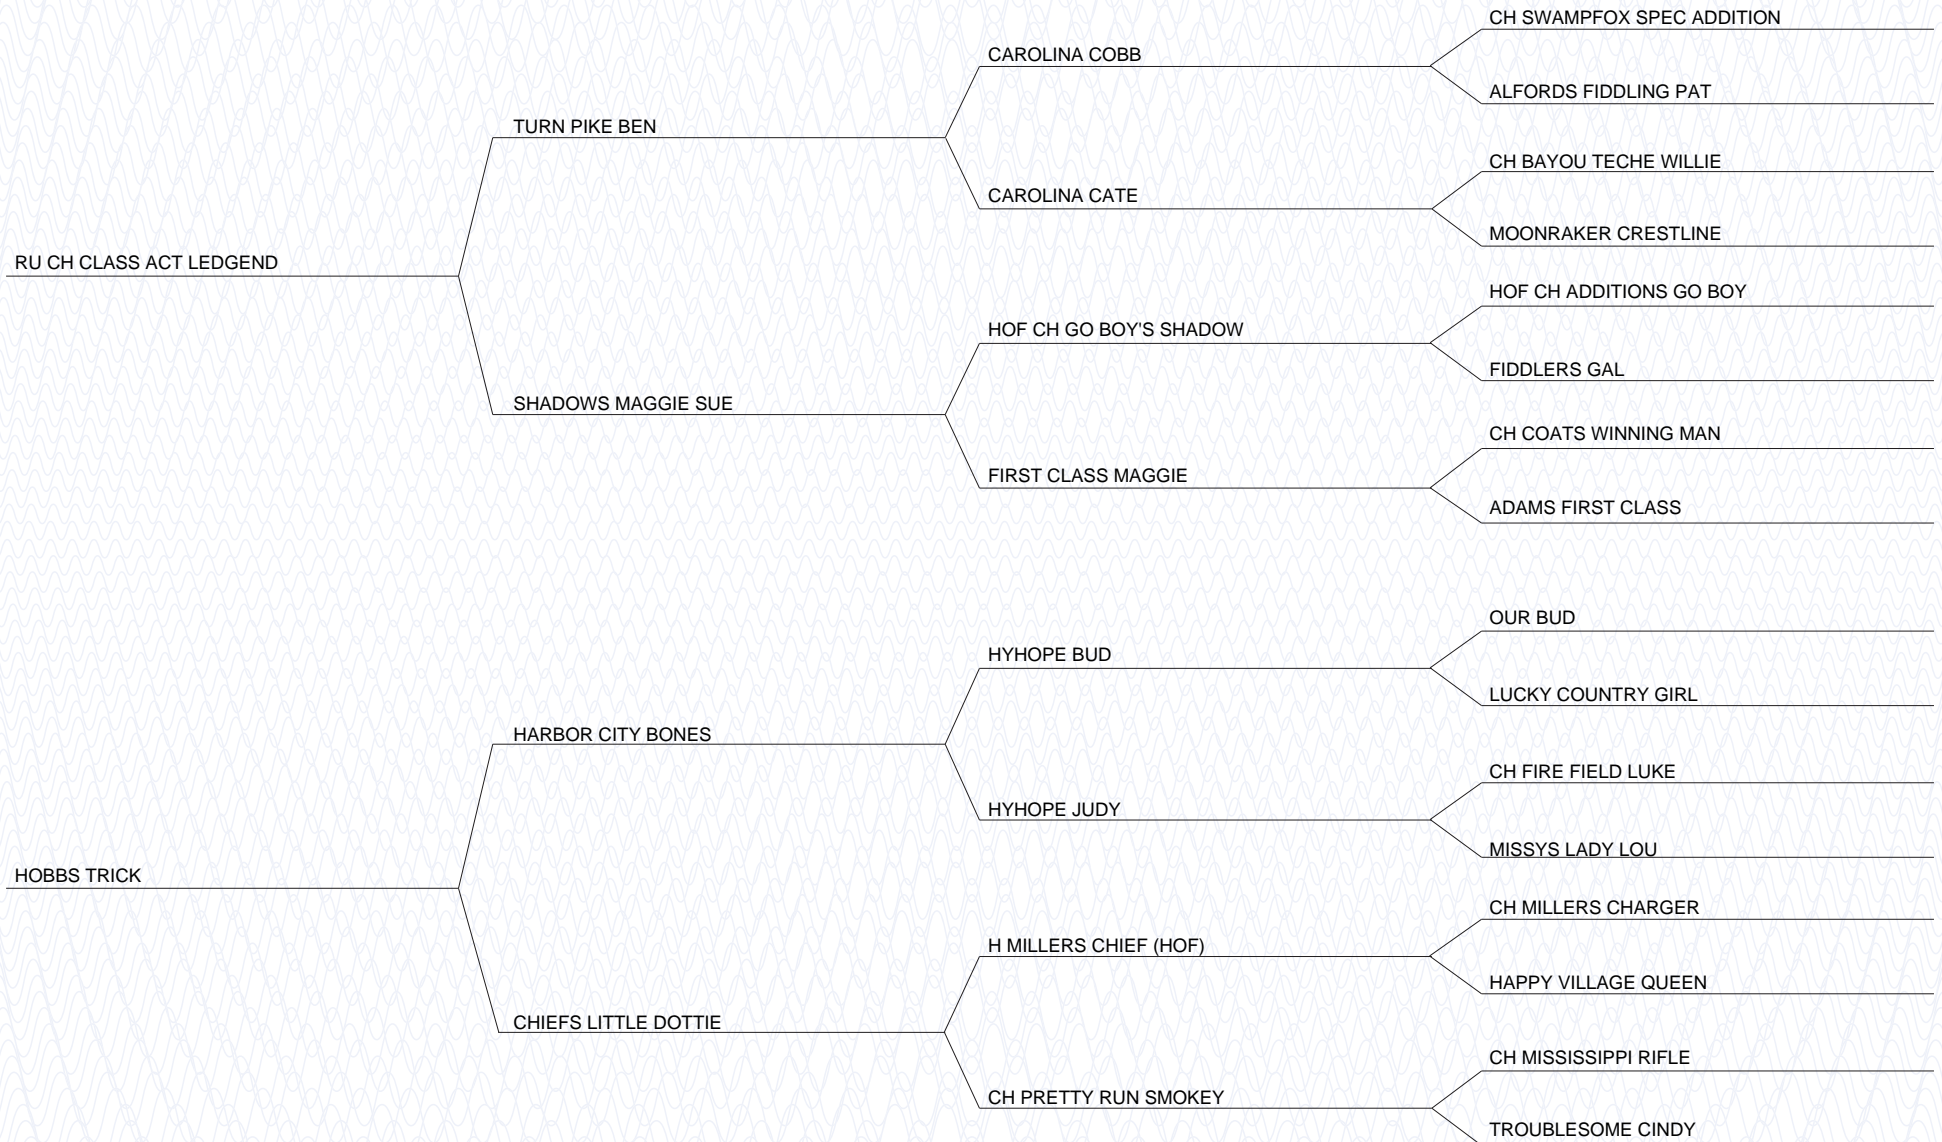 CH SWAMPFOX SPEC ADDITION
CAROLINA COBB
ALFORDS FIDDLING PAT
TURN PIKE BEN
CH BAYOU TECHE WILLIE
CAROLINA CATE
MOONRAKER CRESTLINE
RU CH CLASS ACT LEDGEND
HOF CH ADDITIONS GO BOY
HOF CH GO BOY'S SHADOW
FIDDLERS GAL
SHADOWS MAGGIE SUE
CH COATS WINNING MAN
FIRST CLASS MAGGIE
ADAMS FIRST CLASS
OUR BUD
HYHOPE BUD
LUCKY COUNTRY GIRL
HARBOR CITY BONES
CH FIRE FIELD LUKE
HYHOPE JUDY
MISSYS LADY LOU
HOBBS TRICK
CH MILLERS CHARGER
H MILLERS CHIEF (HOF)
HAPPY VILLAGE QUEEN
CHIEFS LITTLE DOTTIE
CH MISSISSIPPI RIFLE
CH PRETTY RUN SMOKEY
TROUBLESOME CINDY